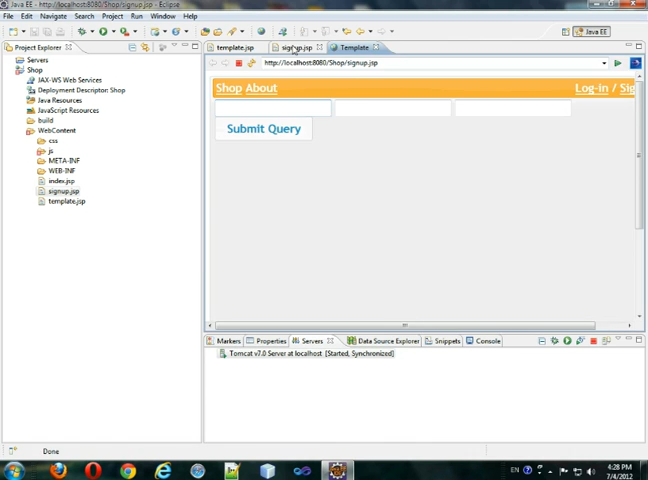 Java EE - http://localhost:8080/Shop/signup.jsp - Eclipse
File Edit Navigate Search Project Run Window Help
Java EE
Project Explorer
template.jsp signup.jsp Template
http://localhost:8080/Shop/signup.jsp
Servers
Shop
JAX-WS Web Services
Deployment Descriptor: Shop
Java Resources
JavaScript Resources
build
WebContent
css
js
META-INF
WEB-INF
index.jsp
signup.jsp
template.jsp
Shop About Log-in / Sig
Submit Query
Markers Properties Servers Data Source Explorer Snippets Console
Tomcat v7.0 Server at localhost [Started, Synchronized]
Done
EN
4:28 PM
7/4/2012